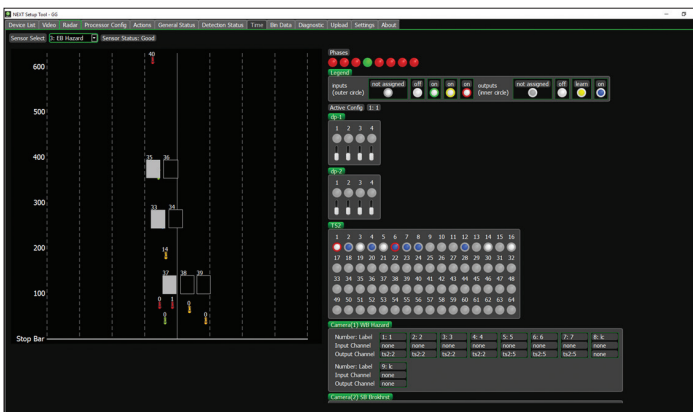 NEXT Setup Tool - GG
Device List Video Radar Processor Config Actions General Status Detection Status Time Bin Data Diagnostic Upload Settings About
Sensor Select 3: EB Hazard Sensor Status: Good
40
600
500
400
35 36
300
33 34
200
14
37 38 39
100
0 1 0
0 0
Stop Bar
Phases
Legend
inputs (outer circle) not assigned off on on on outputs (inner circle) not assigned off learn on
Active Config 1: 1
dp-1
1 2 3 4
dp-2
1 2 3 4
TS2
1 2 3 4 5 6 7 8 9 10 11 12 13 14 15 16
17 18 19 20 21 22 23 24 25 26 27 28 29 30 31 32
33 34 35 36 37 38 39 40 41 42 43 44 45 46 47 48
49 50 51 52 53 54 55 56 57 58 59 60 61 62 63 64
Camera(1) WB Hazard
Number: Label 1: 1 2: 2 3: 3 4: 4 5: 5 6: 6 7: 7 8: lc
Input Channel none none none none none none none none
Output Channel ts2:2 ts2:2 ts2:2 ts2:2 ts2:5 ts2:5 ts2:5 none
Number: Label 9: lc
Input Channel none
Output Channel none
Camera(2) SB Brokhrst